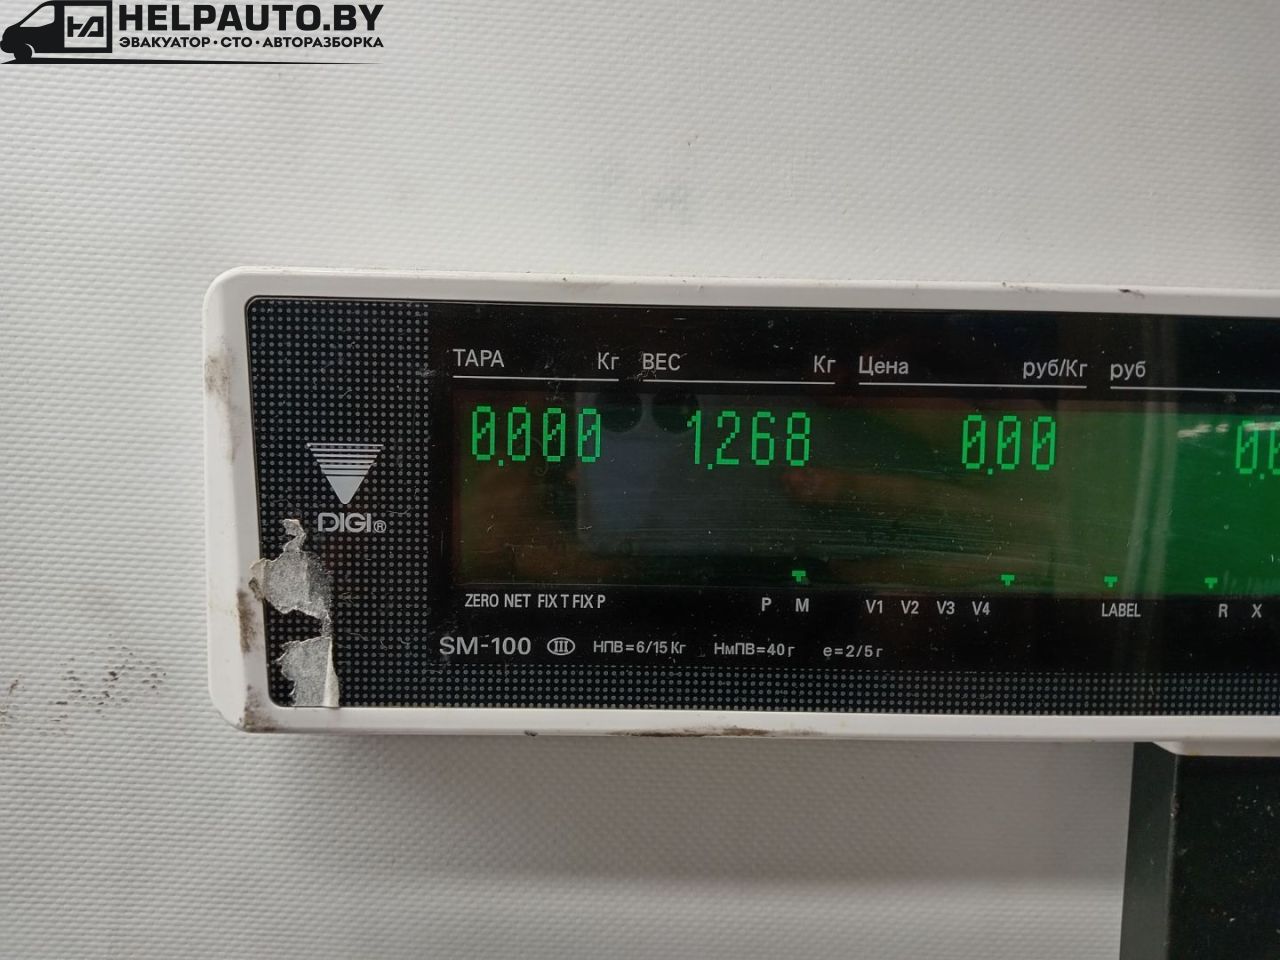 HELPAUTO.BY
ЭВАКУАТОР·СТО·АВТОРАЗБОРКА
ТАРА Кг ВЕС Кг Цена руб/Кг руб
0.000 1.268 0.00
DIGI®
ZERO NET FIX T FIX P P M V1 V2 V3 V4 LABEL R X
SM-100 III НПВ=6/15 Кг НмПВ=40 г e=2/5 г